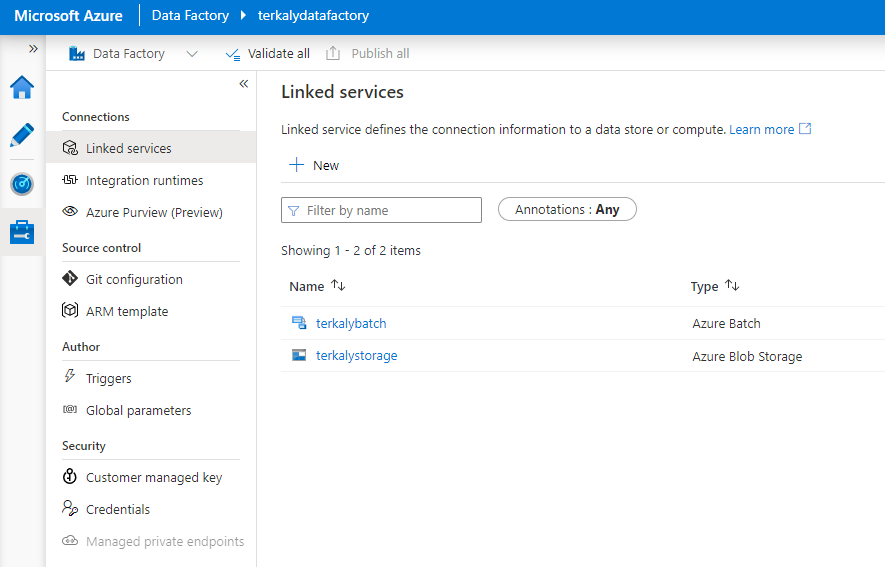 Microsoft Azure Data Factory terkalydatafactory
Data Factory Validate all Publish all
Connections
Linked services
Integration runtimes
Azure Purview (Preview)
Source control
Git configuration
ARM template
Author
Triggers
Global parameters
Security
Customer managed key
Credentials
Managed private endpoints
Linked services
Linked service defines the connection information to a data store or compute. Learn more
New
Filter by name Annotations : Any
Showing 1 - 2 of 2 items
Name Type
terkalybatch Azure Batch
terkalystorage Azure Blob Storage